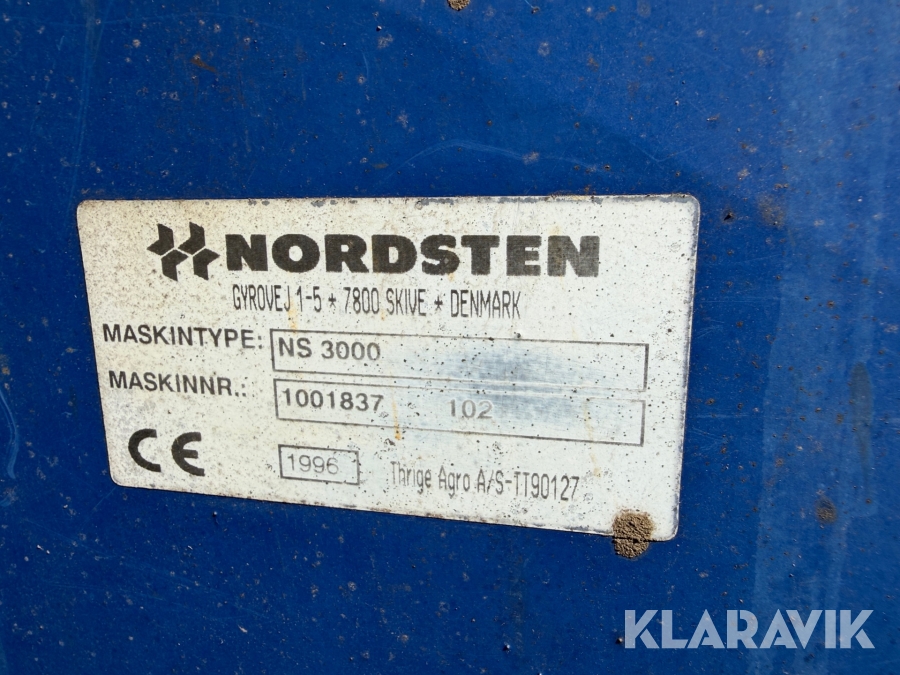 NORDSTEN
GYROVEJ 1-5 * 7800 SKIVE * DENMARK
MASKINTYPE: NS 3000
MASKINNR.: 1001837 102
CE 1996 Thrige Agro A/S-TT90127
KLARAVIK